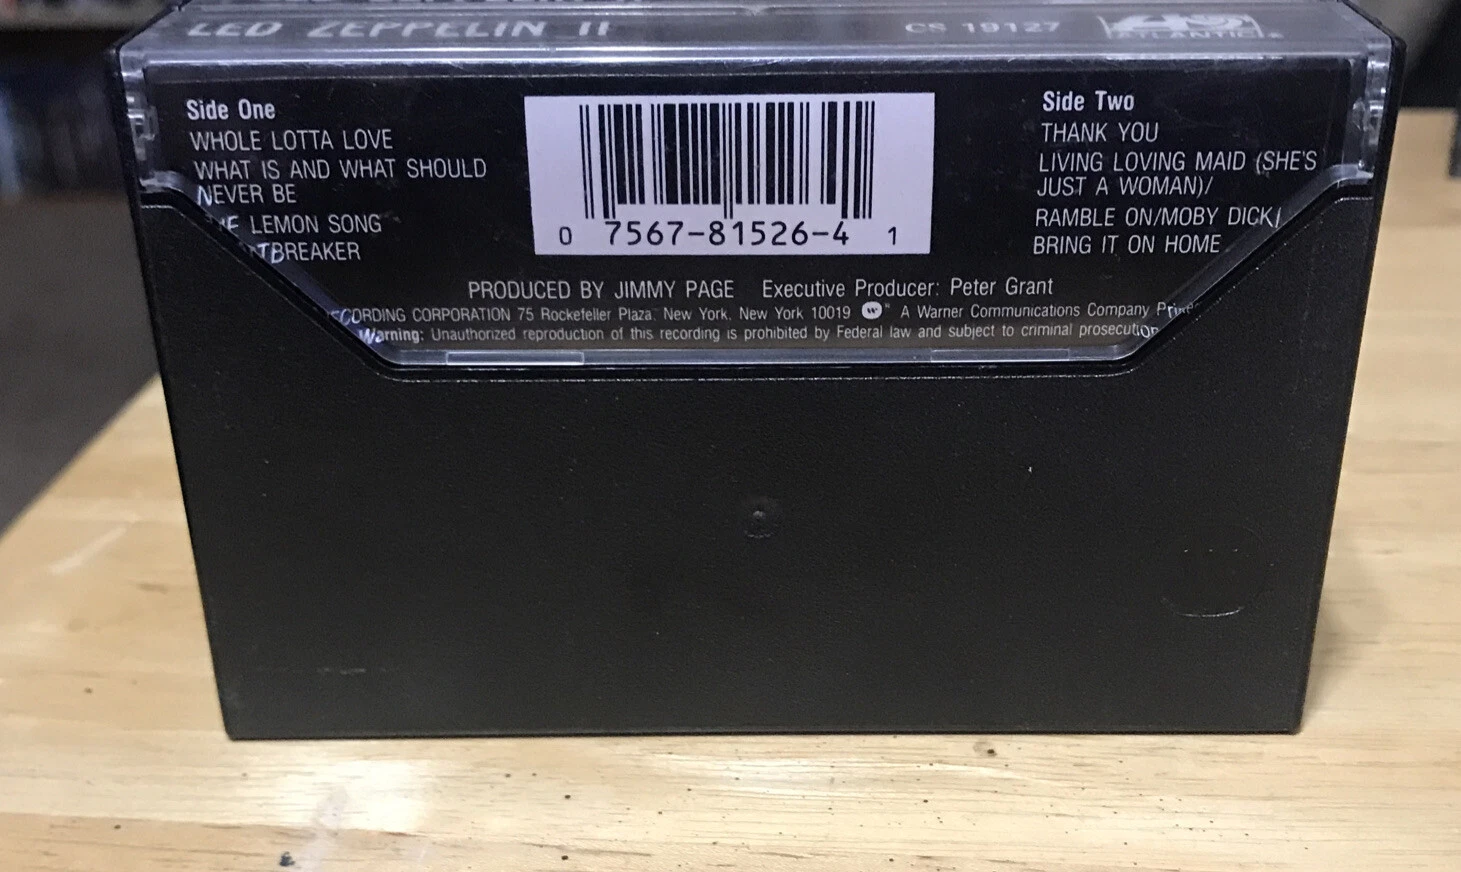 LED ZEPPELIN II CS 19127 ATLANTIC
Side One
WHOLE LOTTA LOVE
WHAT IS AND WHAT SHOULD
NEVER BE
LEMON SONG
TBREAKER
0 7567-81526-4 1
Side Two
THANK YOU
LIVING LOVING MAID (SHE'S
JUST A WOMAN)/
RAMBLE ON/MOBY DICK/
BRING IT ON HOME
PRODUCED BY JIMMY PAGE Executive Producer: Peter Grant
ECORDING CORPORATION 75 Rockefeller Plaza, New York, New York 10019 A Warner Communications Company
Warning: Unauthorized reproduction of this recording is prohibited by Federal law and subject to criminal prosecution